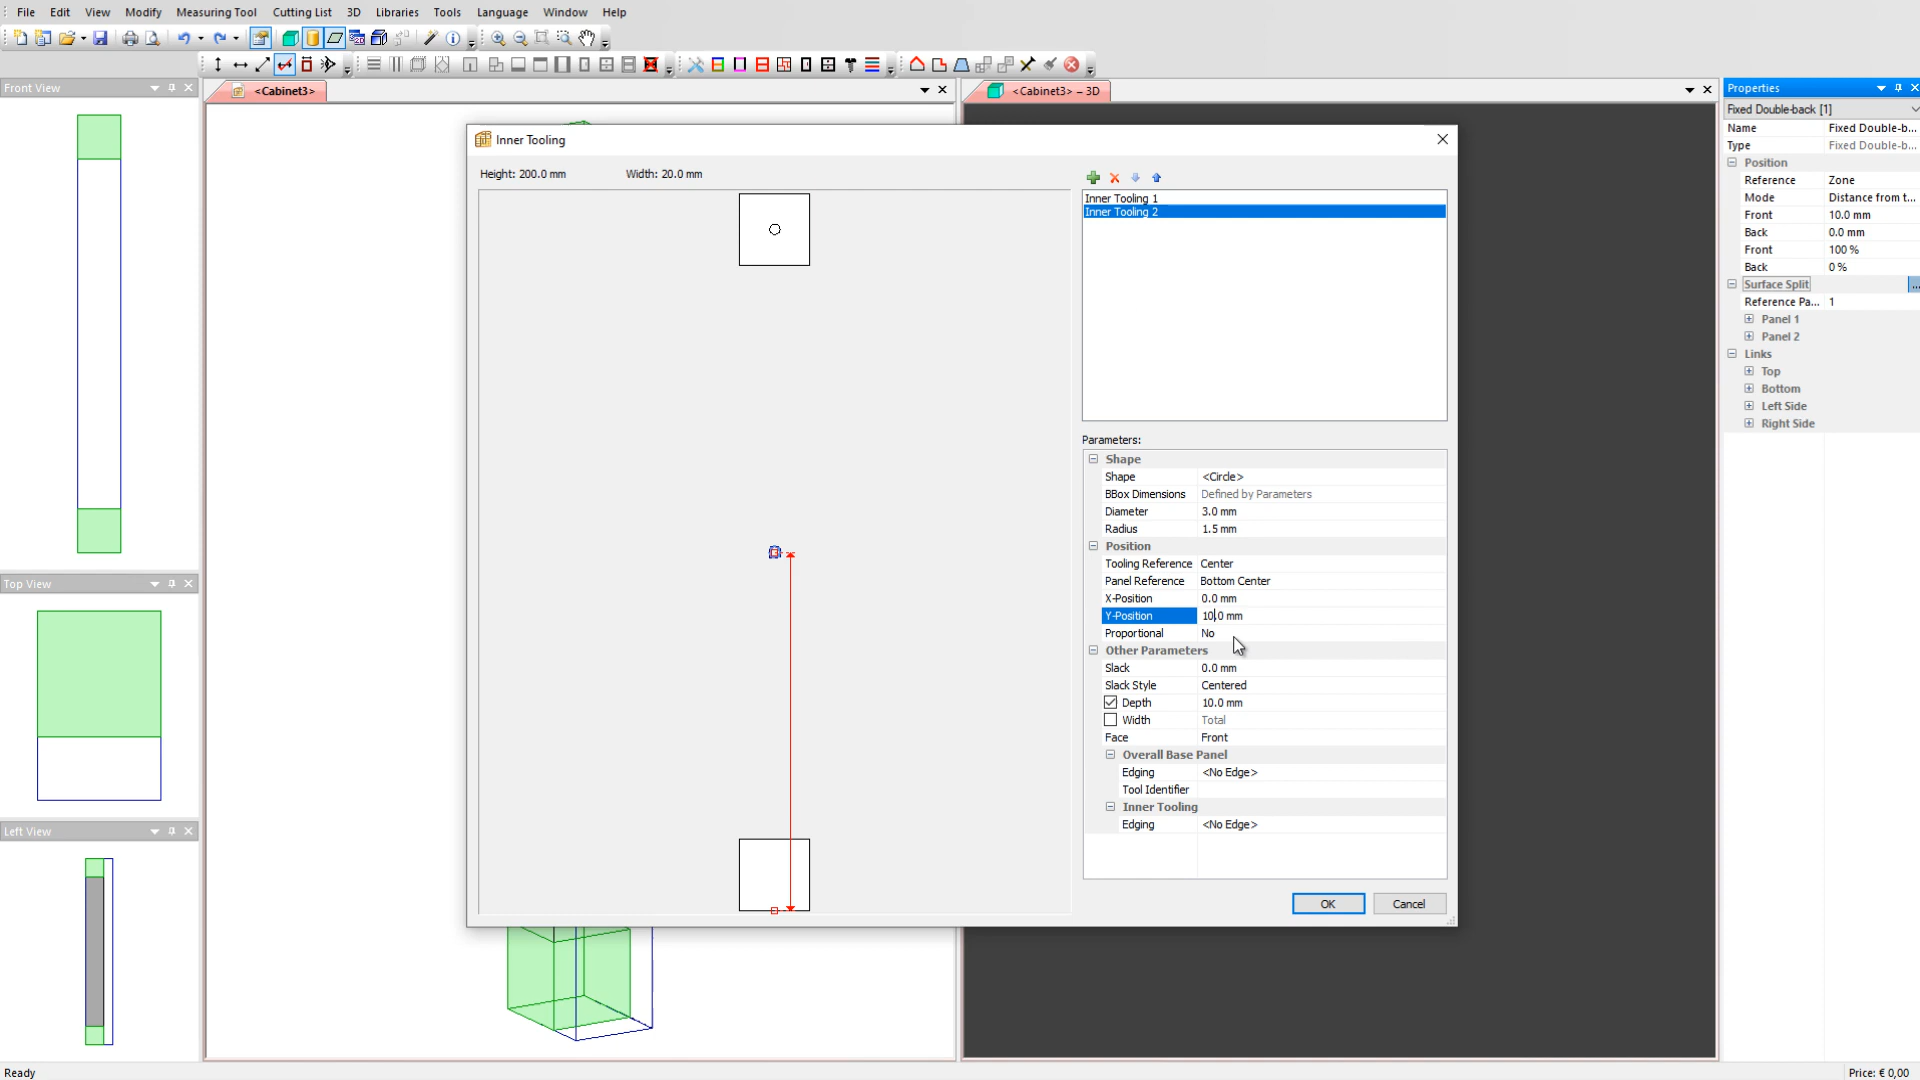 File Edit View Modify Measuring Tool Cutting List 3D Libraries Tools Language Window Help
Front View
<Cabinet3>
<Cabinet3> – 3D
Properties
Fixed Double-back [1]
Name Fixed Double-b...
Type Fixed Double-b...
Position
Reference Zone
Mode Distance from t...
Front 10.0 mm
Back 0.0 mm
Front 100 %
Back 0 %
Surface Split ...
Reference Pa... 1
Panel 1
Panel 2
Links
Top
Bottom
Left Side
Right Side
Inner Tooling
Height: 200.0 mm Width: 20.0 mm
Inner Tooling 1
Inner Tooling 2
Parameters:
Shape
Shape <Circle>
BBox Dimensions Defined by Parameters
Diameter 3.0 mm
Radius 1.5 mm
Position
Tooling Reference Center
Panel Reference Bottom Center
X-Position 0.0 mm
Y-Position 10.0 mm
Proportional No
Other Parameters
Slack 0.0 mm
Slack Style Centered
Depth 10.0 mm
Width Total
Face Front
Overall Base Panel
Edging <No Edge>
Tool Identifier
Inner Tooling
Edging <No Edge>
OK Cancel
Top View
Left View
Ready
Price: € 0,00